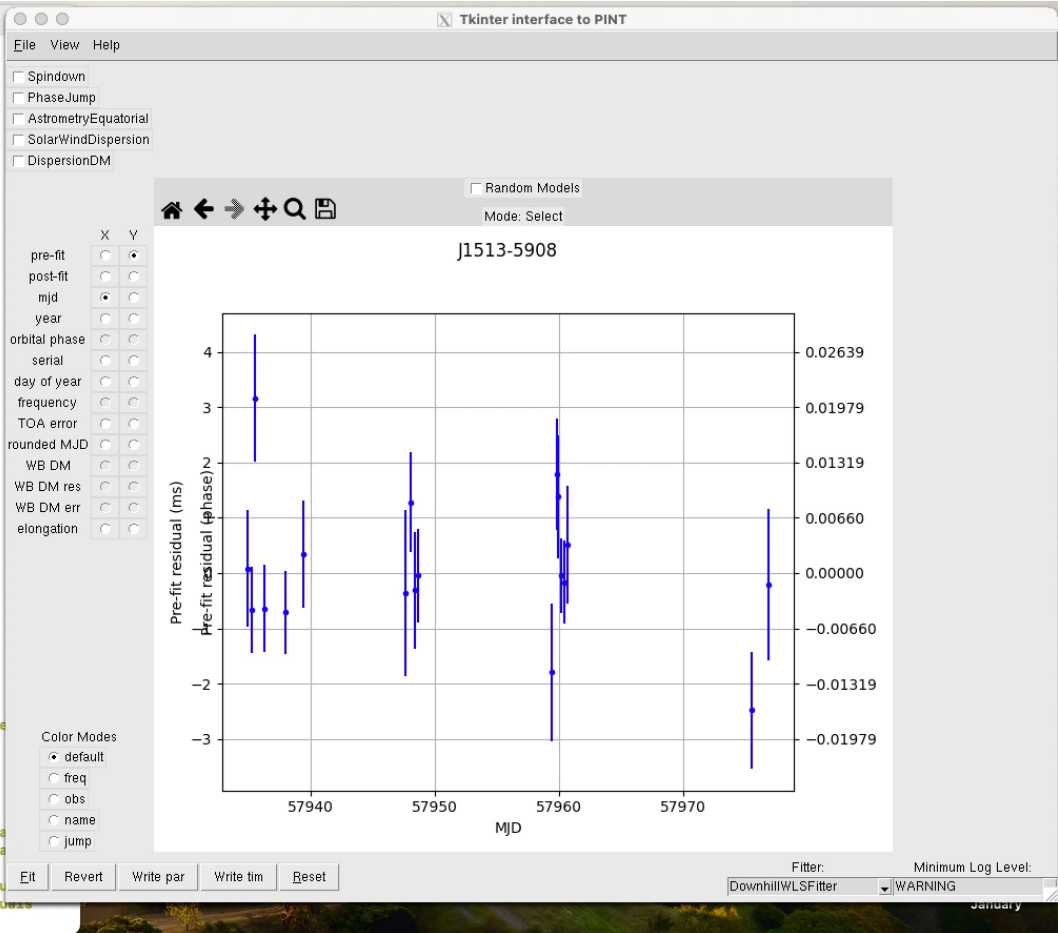 Tkinter interface to PINT
File View Help
Spindown
PhaseJump
AstrometryEquatorial
SolarWindDispersion
DispersionDM
Random Models
Mode: Select
X Y
pre-fit
post-fit
mjd
year
orbital phase
serial
day of year
frequency
TOA error
rounded MJD
WB DM
WB DM res
WB DM err
elongation
J1513-5908
4
3
2
−2
−3
Pre-fit residual (ms)
Pre-fit residual (phase)
0.02639
0.01979
0.01319
0.00660
0.00000
−0.00660
−0.01319
−0.01979
57940 57950 57960 57970
MJD
Color Modes
default
freq
obs
name
jump
Fit Revert Write par Write tim Reset
Fitter: Minimum Log Level:
DownhillWLSFitter WARNING
January